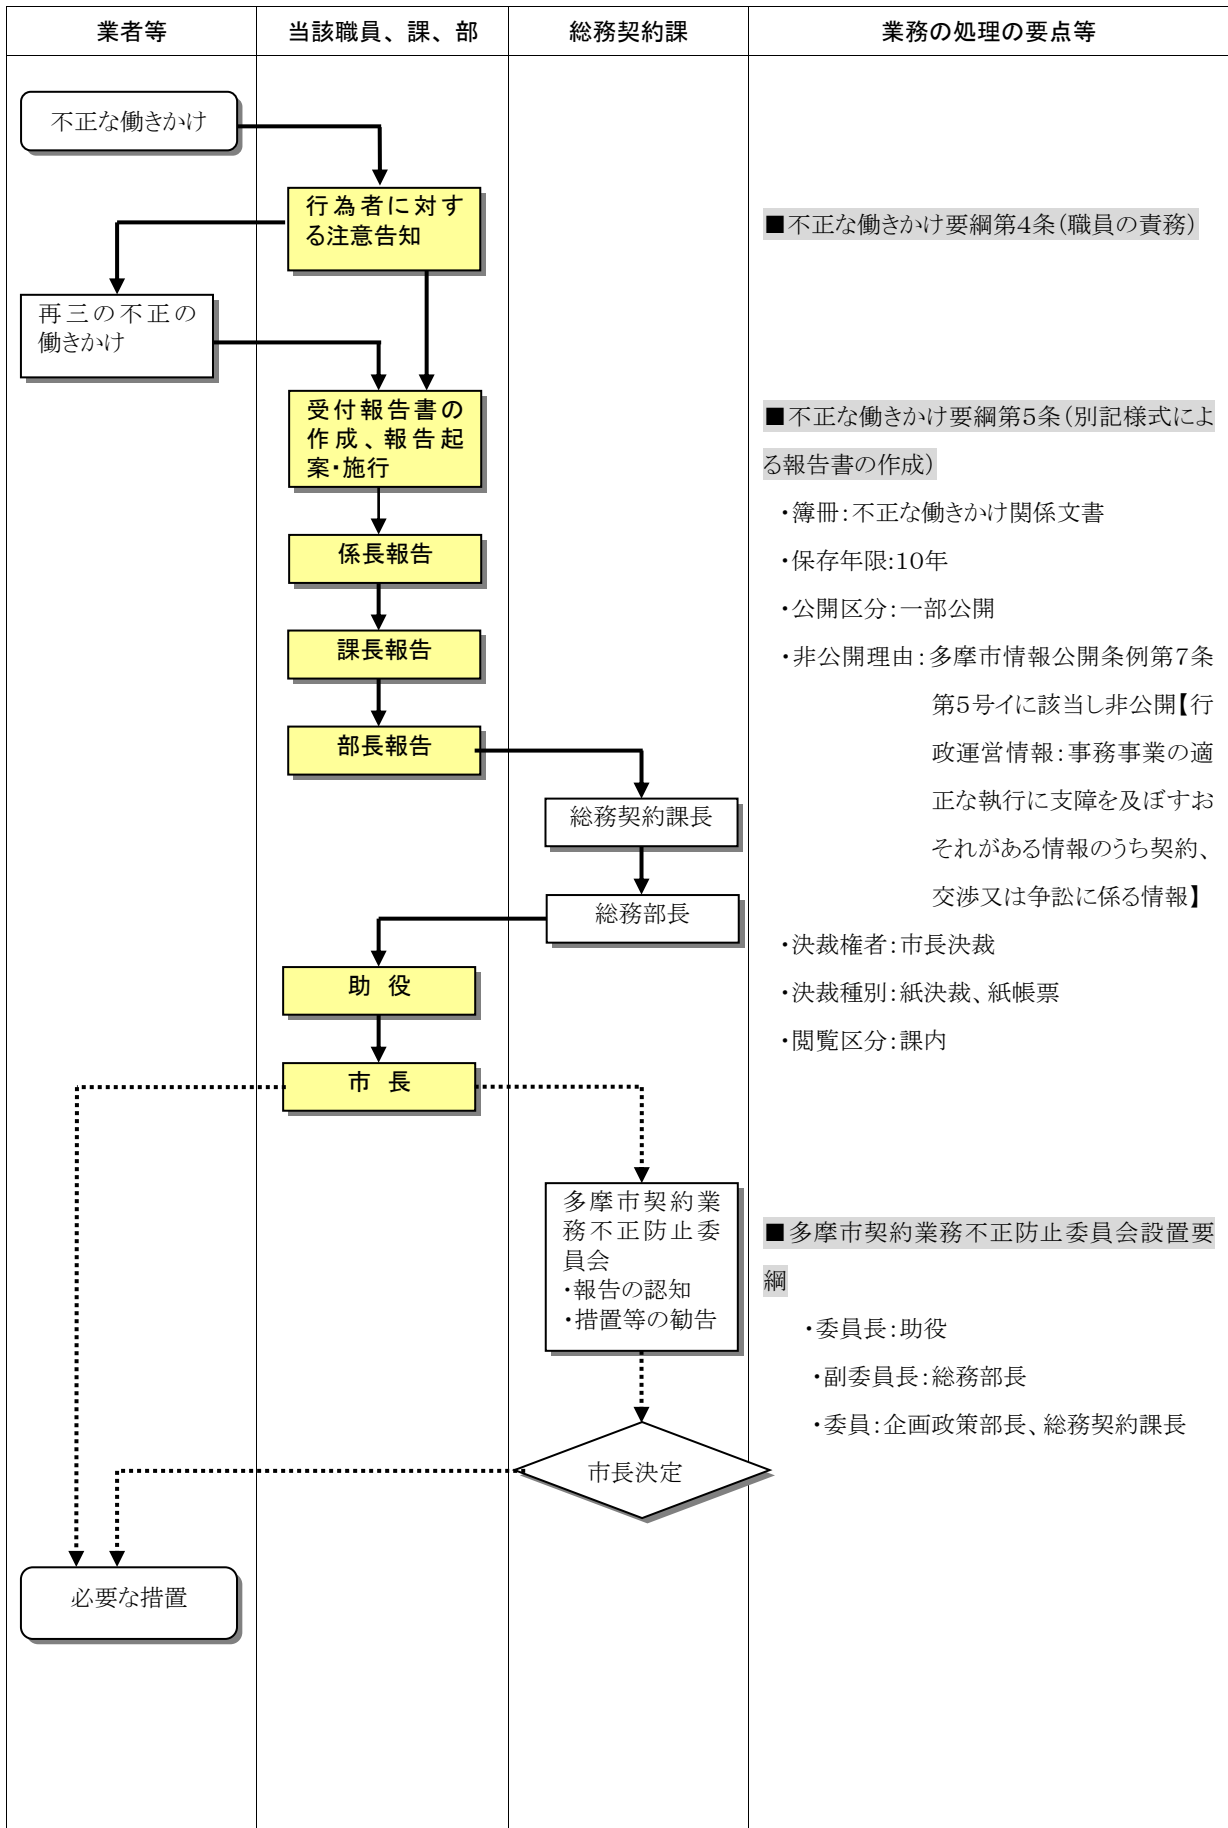 業者等
当該職員、課、部
総務契約課
業務の処理の要点等
不正な働きかけ
行為者に対す
る注意告知
■不正な働きかけ要綱第4条(職員の責務)
再三の不正の
働きかけ
受付報告書の
作成、報告起
案・施行
■不正な働きかけ要綱第5条(別記様式によ
る報告書の作成)
・簿冊:不正な働きかけ関係文書
係長報告
・保存年限:10年
・公開区分:一部公開
課長報告
・非公開理由:多摩市情報公開条例第7条
第5号イに該当し非公開【行
部長報告
政運営情報:事務事業の適
正な執行に支障を及ぼすお
総務契約課長
それがある情報のうち契約、
交渉又は争訟に係る情報】
総務部長
・決裁権者:市長決裁
助 役
・決裁種別:紙決裁、紙帳票
・閲覧区分:課内
市 長
多摩市契約業
務不正防止委
員会
・報告の認知
・措置等の勧告
■多摩市契約業務不正防止委員会設置要
綱
・委員長:助役
・副委員長:総務部長
・委員:企画政策部長、総務契約課長
市長決定
必要な措置